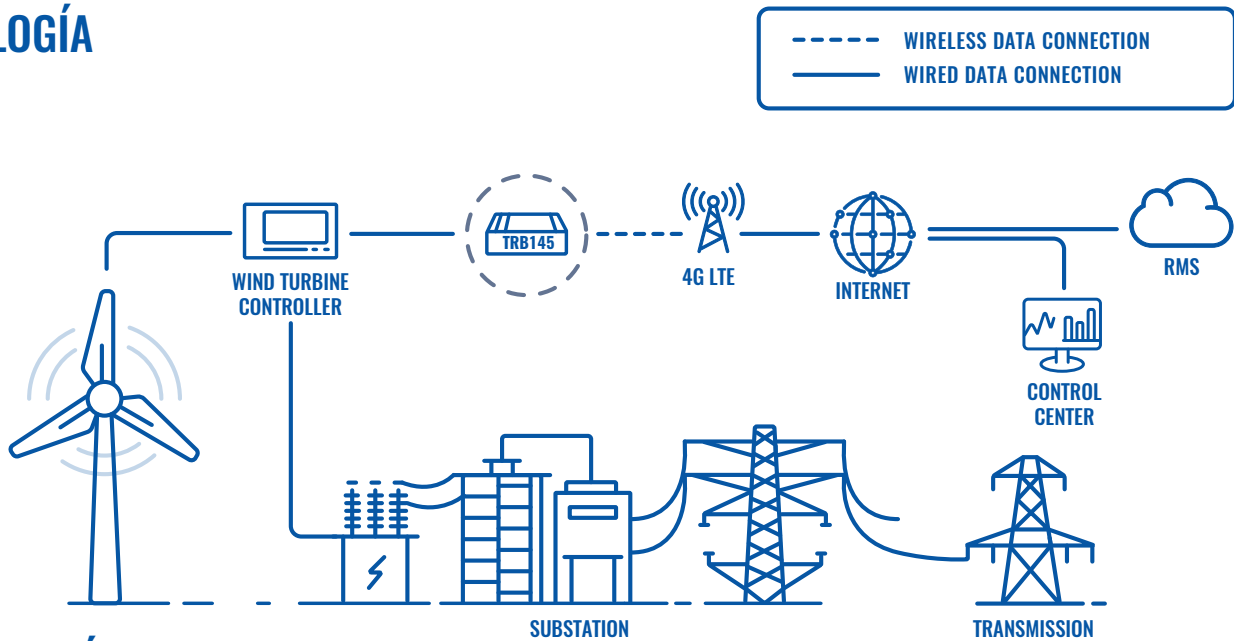 LOGÍA
WIRELESS DATA CONNECTION
WIRED DATA CONNECTION
TRB145
WIND TURBINE
CONTROLLER
4G LTE
INTERNET
RMS
CONTROL
CENTER
SUBSTATION
TRANSMISSION